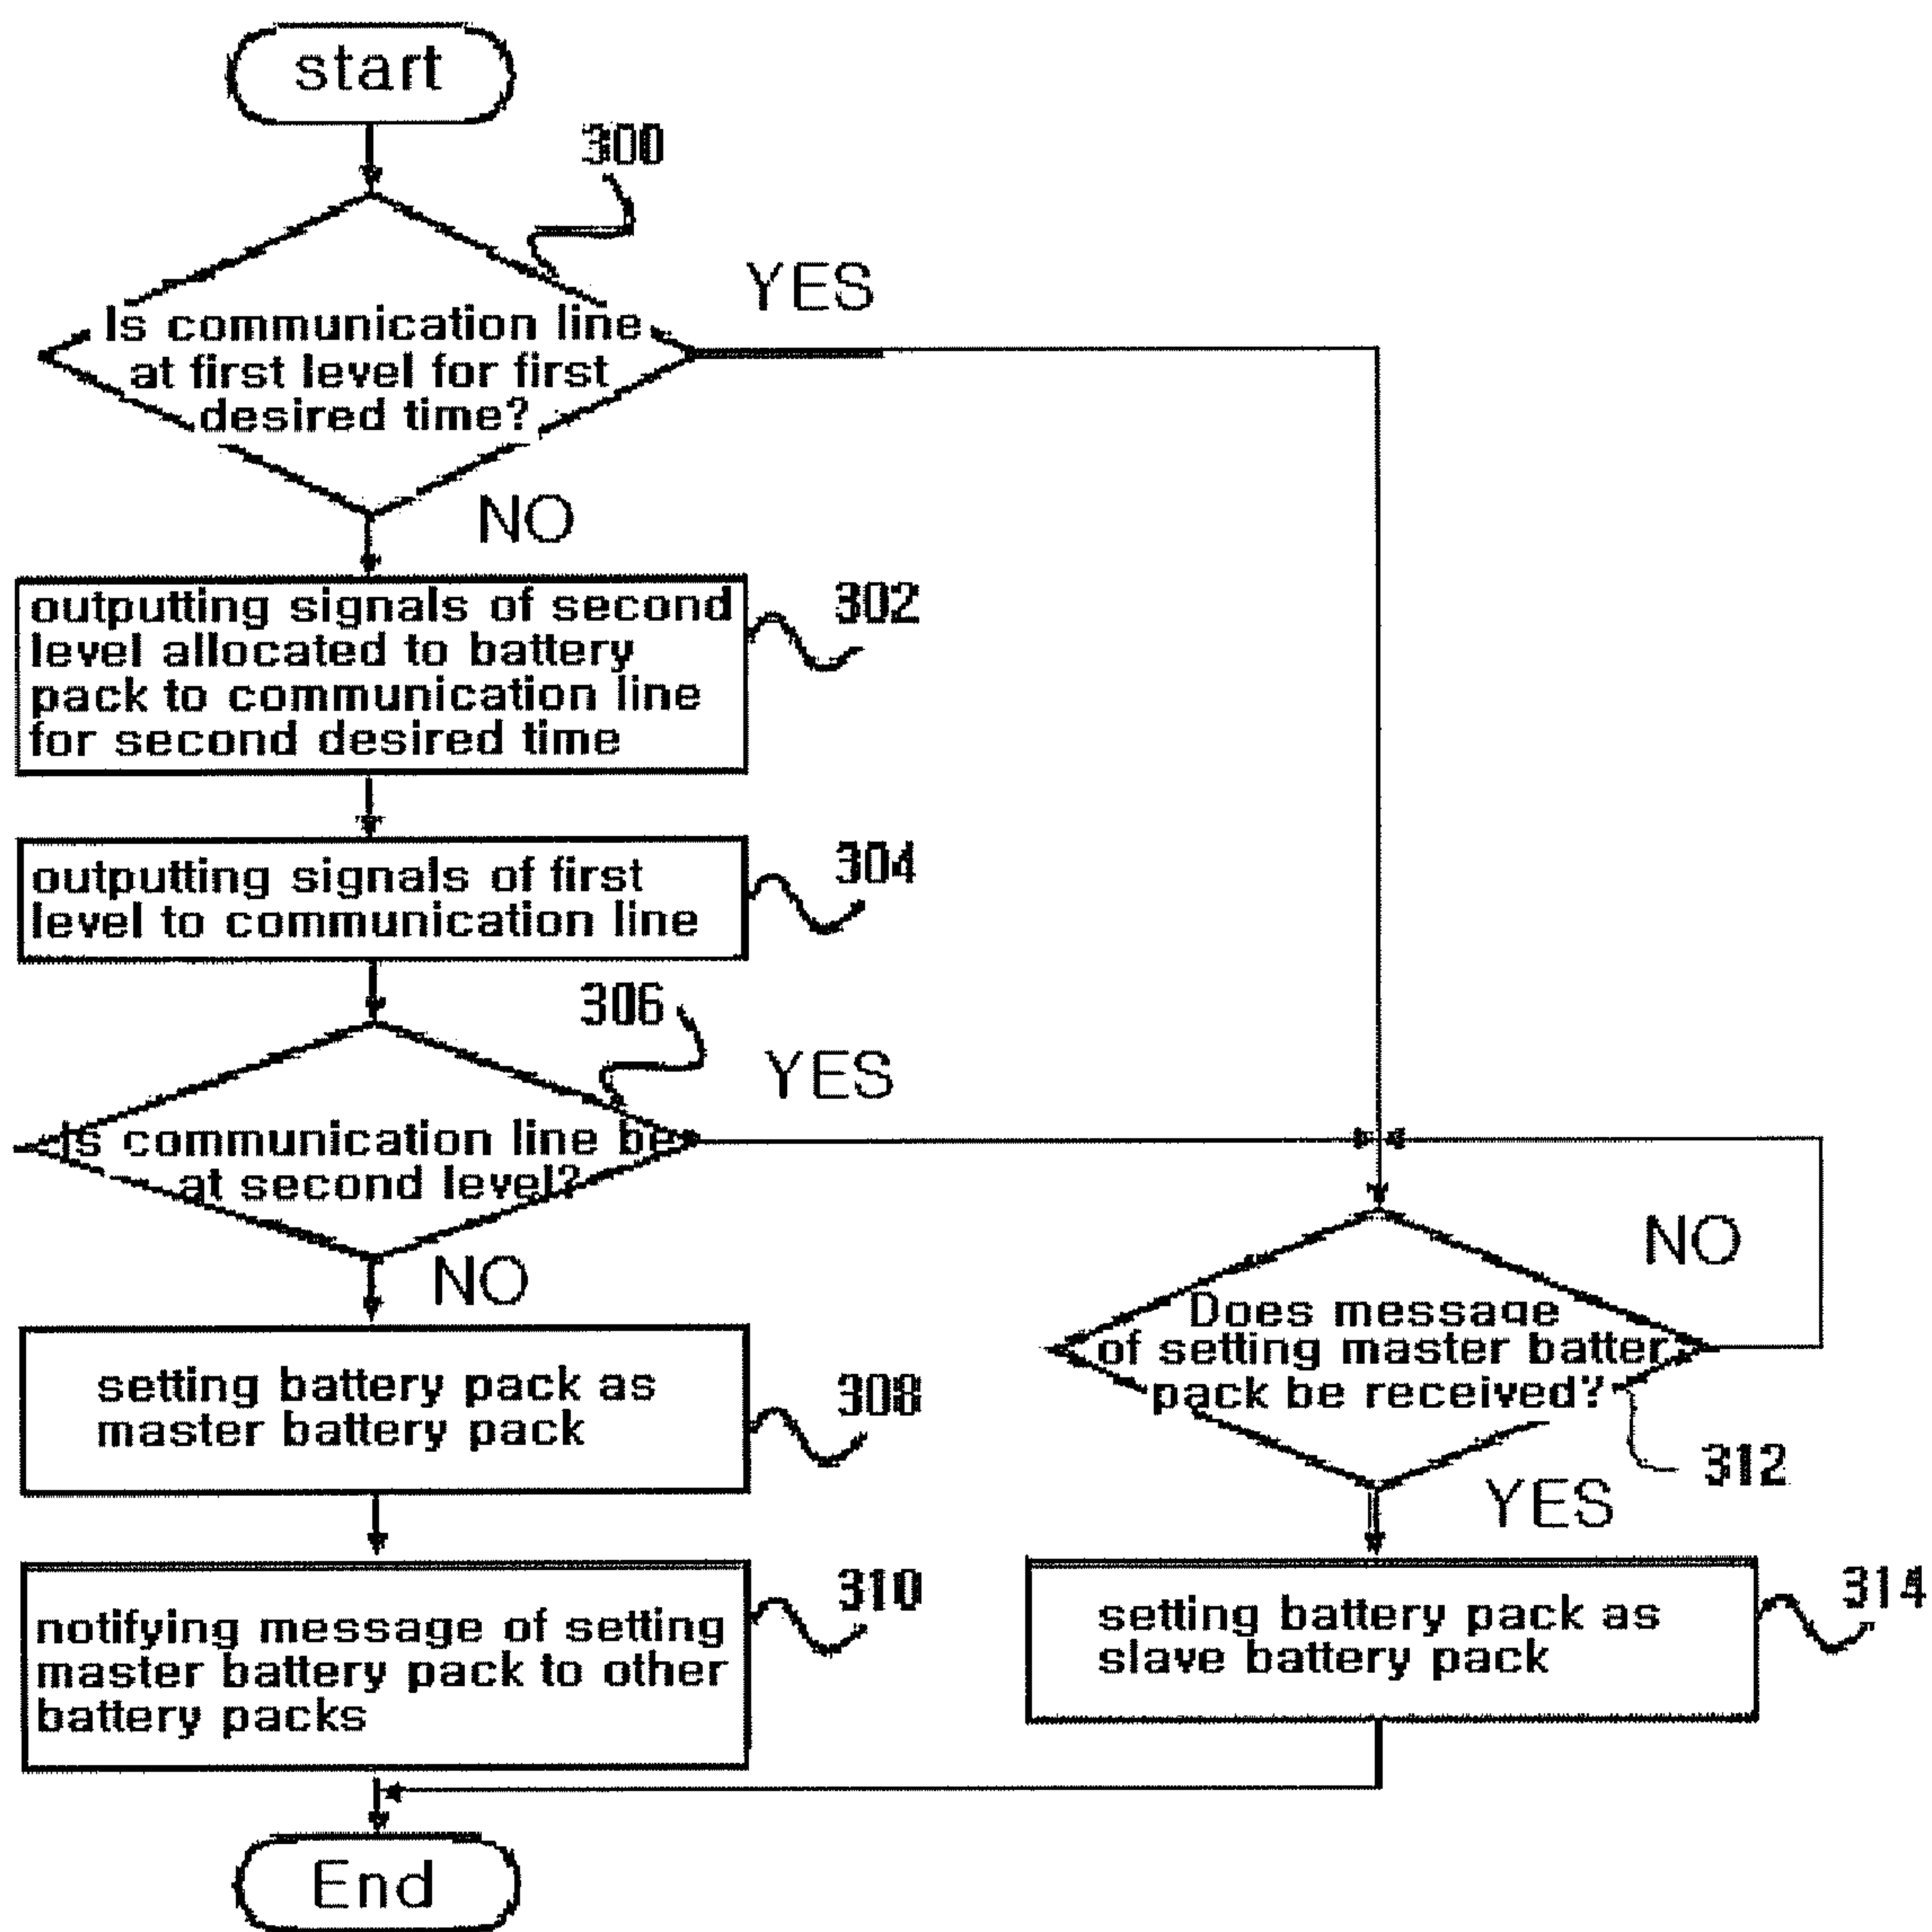 start
300
YES
Is communication line
at first level for first
desired time?
NO
outputting signals of second
level allocated to battery
pack to communication line
for second desired time
302
outputting signals of first
level to communication line
304
306
YES
Is communication line be
at second level?
NO
NO
Does message
of setting master batter
pack be received?
312
YES
setting battery pack as
master battery pack
308
notifying message of setting
master battery pack to other
battery packs
310
setting battery pack as
slave battery pack
314
End